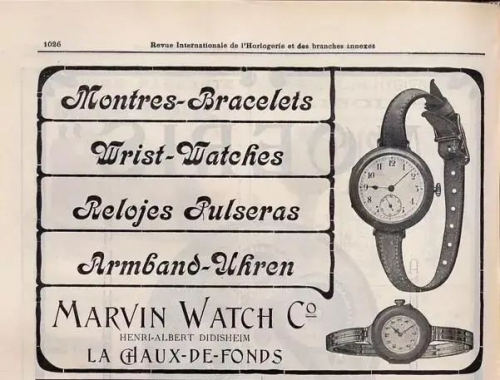 1026
Revue Internationale de l'Horlogerie et des branches annexes
Montres-Bracelets
Wrist-Watches
Relojes Pulseras
Armband-Uhren
MARVIN WATCH Cº
HENRI-ALBERT DIDISHEIM
LA CHAUX-DE-FONDS